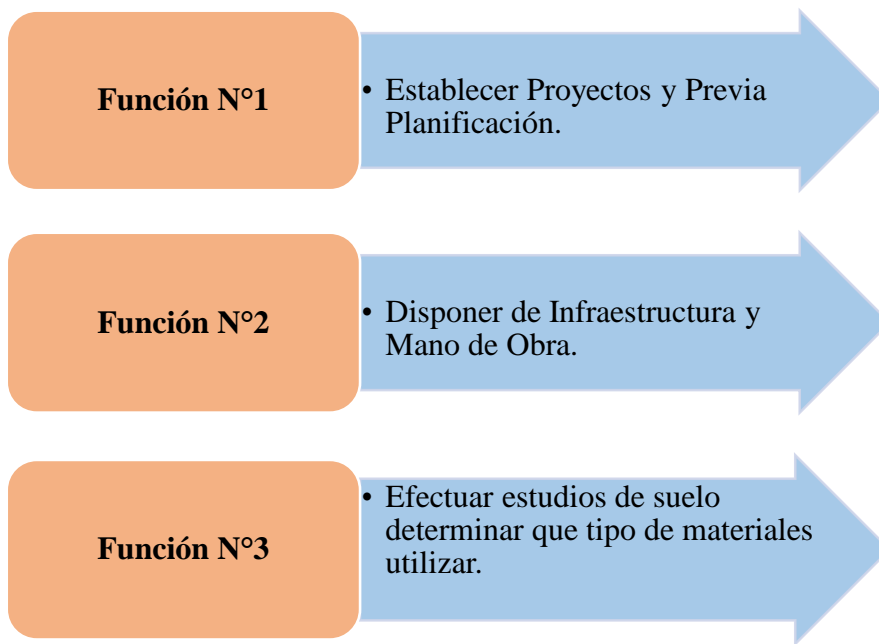 Función N°1
• Establecer Proyectos y Previa
Planificación.
Función N°2
• Disponer de Infraestructura y
Mano de Obra.
Función N°3
• Efectuar estudios de suelo
determinar que tipo de materiales
utilizar.